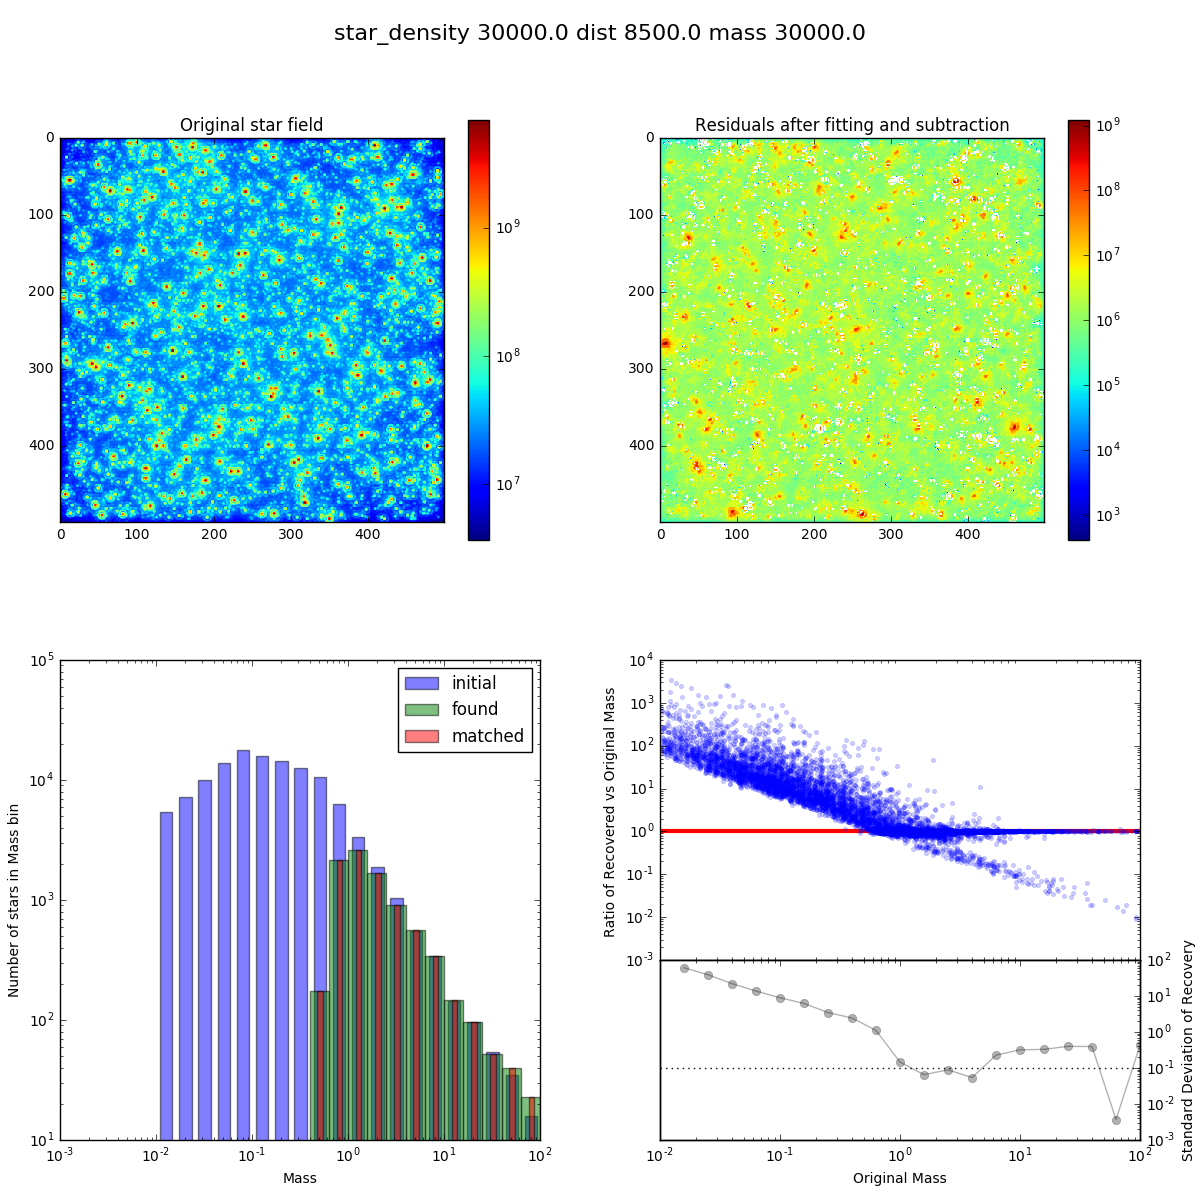 star_density 30000.0 dist 8500.0 mass 30000.0
Original star field
0
100
200
300
400
0 100 200 300 400
10^9
10^8
10^7
Residuals after fitting and subtraction
0
100
200
300
400
0 100 200 300 400
10^9
10^8
10^7
10^6
10^5
10^4
10^3
Number of stars in Mass bin
10^5
10^4
10^3
10^2
10^1
initial
found
matched
10^-3 10^-2 10^-1 10^0 10^1 10^2
Mass
Ratio of Recovered vs Original Mass
10^4
10^3
10^2
10^1
10^0
10^-1
10^-2
10^-3
10^2
10^1
10^0
10^-1
10^-2
10^-3
Standard Deviation of Recovery
10^-2 10^-1 10^0 10^1 10^2
Original Mass